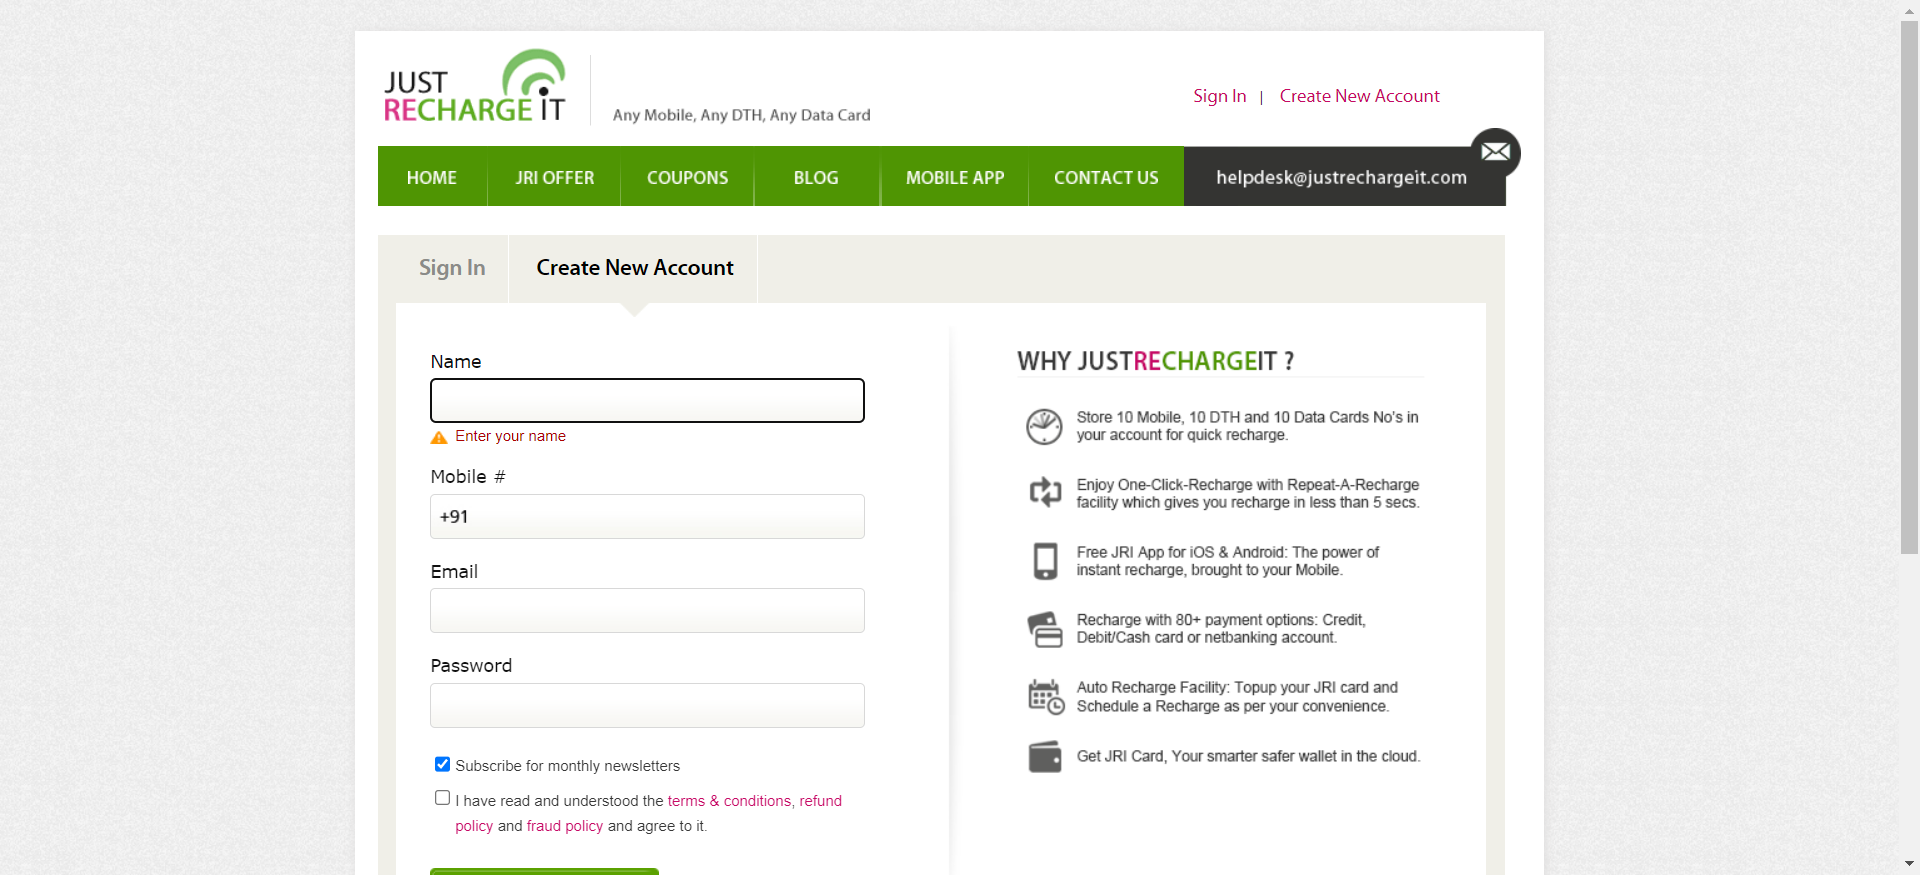 JUST
RECHARGE iT
Any Mobile, Any DTH, Any Data Card
Sign In | Create New Account
HOME JRI OFFER COUPONS BLOG MOBILE APP CONTACT US helpdesk@justrechargeit.com
Sign In Create New Account
Name
Enter your name
Mobile #
+91
Email
Password
Subscribe for monthly newsletters
I have read and understood the terms & conditions, refund
policy and fraud policy and agree to it.
WHY JUSTRECHARGEIT ?
Store 10 Mobile, 10 DTH and 10 Data Cards No's in
your account for quick recharge.
Enjoy One-Click-Recharge with Repeat-A-Recharge
facility which gives you recharge in less than 5 secs.
Free JRI App for iOS & Android: The power of
instant recharge, brought to your Mobile.
Recharge with 80+ payment options: Credit,
Debit/Cash card or netbanking account.
Auto Recharge Facility: Topup your JRI card and
Schedule a Recharge as per your convenience.
Get JRI Card, Your smarter safer wallet in the cloud.